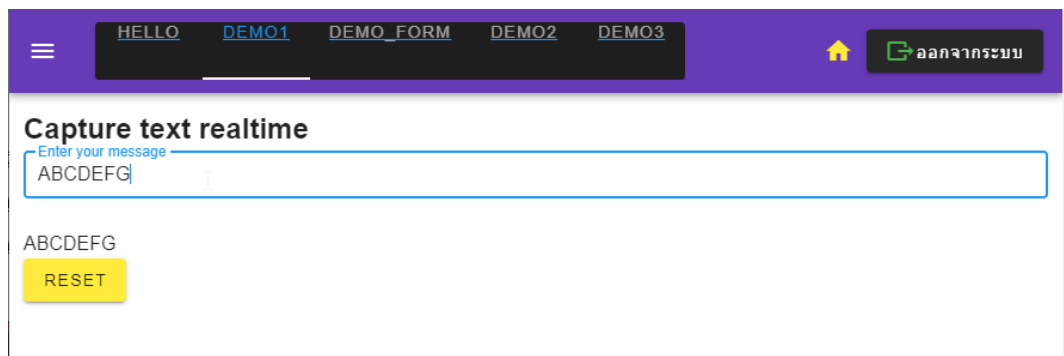 HELLO DEMO1 DEMO_FORM DEMO2 DEMO3 ออกจากระบบ
Capture text realtime
Enter your message
ABCDEFG
ABCDEFG
RESET